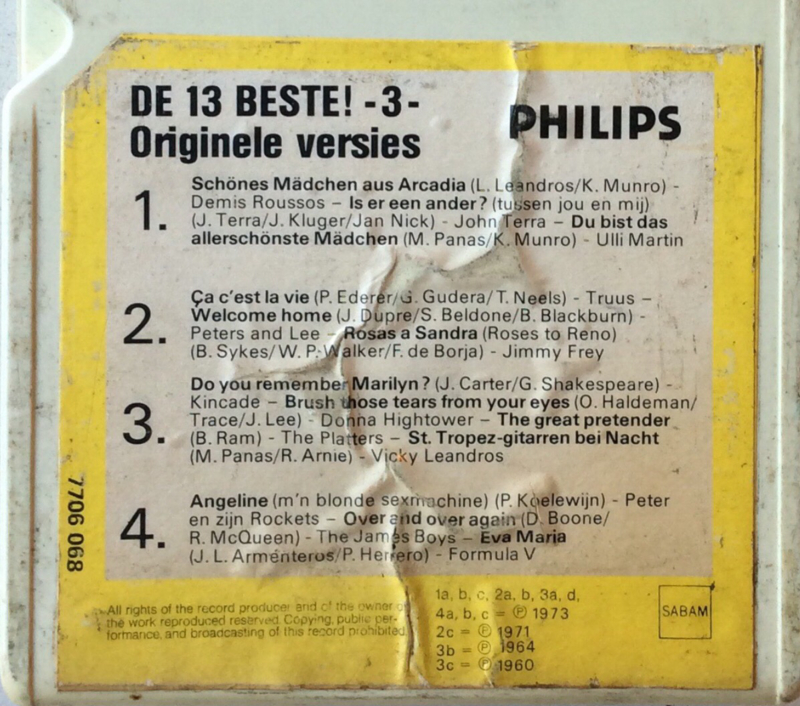 DE 13 BESTE! -3-
Originele versies
PHILIPS
1. Schönes Mädchen aus Arcadia (L. Leandros/K. Munro) -
Demis Roussos – Is er een ander? (tussen jou en mij)
(J. Terra/J. Kluger/Jan Nick) - John Terra – Du bist das
allerschönste Mädchen (M. Panas/K. Munro) - Ulli Martin
2. Ça c'est la vie (P. Ederer/G. Gudera/T. Neels) - Truus –
Welcome home (J. Dupre/S. Beldone/B. Blackburn) -
Peters and Lee – Rosas a Sandra (Roses to Reno)
(B. Sykes/W. P. Walker/F. de Borja) - Jimmy Frey
3. Do you remember Marilyn? (J. Carter/G. Shakespeare) -
Kincade – Brush those tears from your eyes (O. Haldeman/
Trace/J. Lee) - Donna Hightower – The great pretender
(B. Ram) - The Platters – St. Tropez-gitarren bei Nacht
(M. Panas/R. Arnie) - Vicky Leandros
4. Angeline (m'n blonde sexmachine) (P. Koelewijn) - Peter
en zijn Rockets – Over and over again (D. Boone/
R. McQueen) - The James Boys – Eva Maria
(J. L. Armenteros/P. Herrero) - Formula V
7706 068
All rights of the record producer and of the owner of
the work reproduced reserved. Copying, public per-
formance, and broadcasting of this record prohibited.
1a, b, c, 2a, b, 3a, d,
4a, b, c = ℗ 1973
2c = ℗ 1971
3b = ℗ 1964
3c = ℗ 1960
SABAM